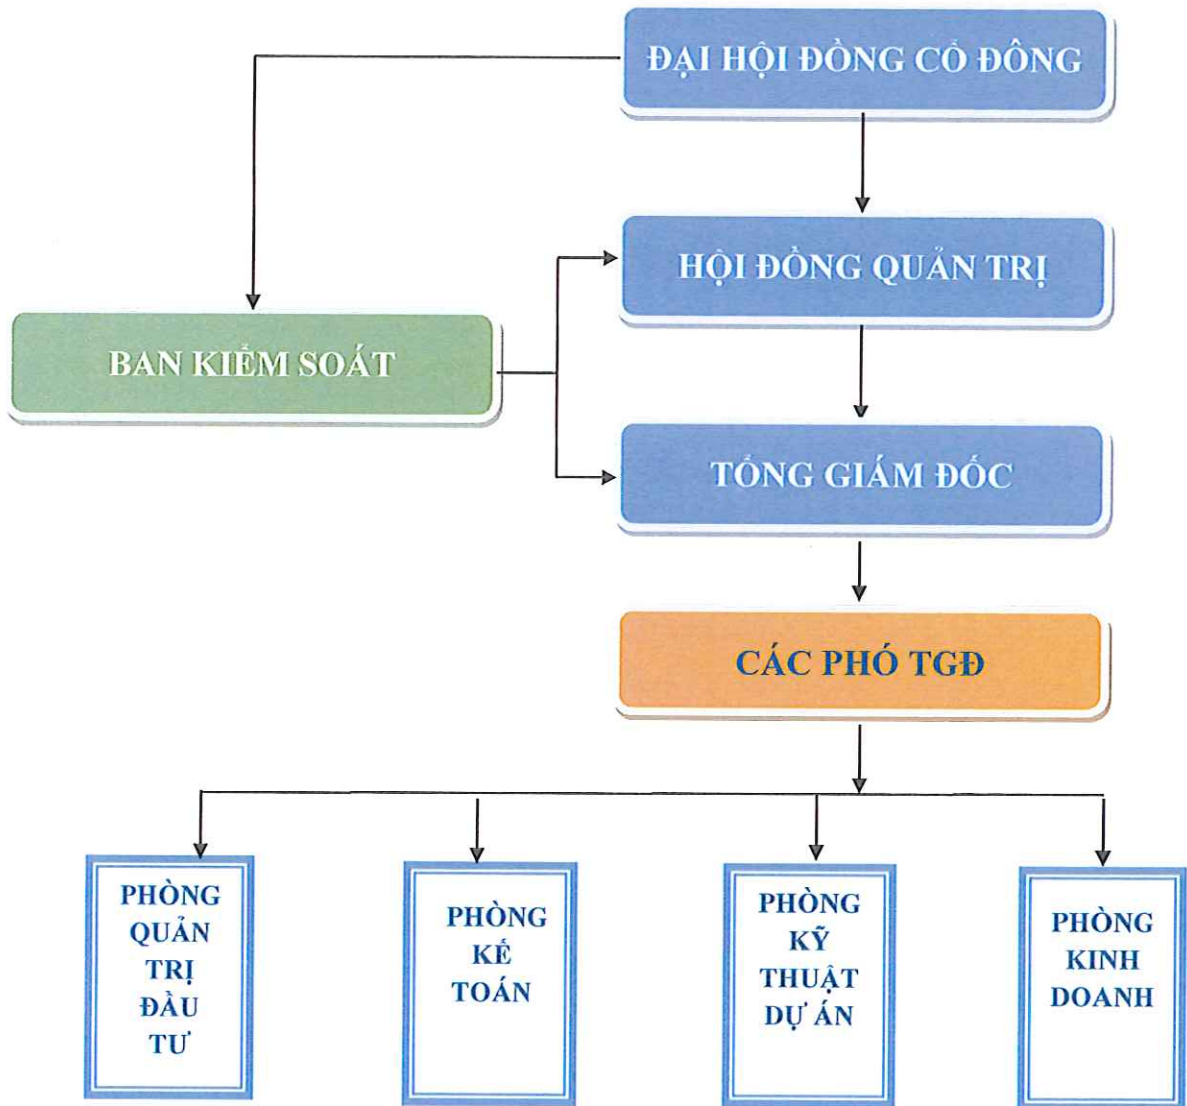 ĐẠI HỘI ĐỒNG CỔ ĐÔNG
HỘI ĐỒNG QUẢN TRỊ
BAN KIỂM SOÁT
TỔNG GIÁM ĐỐC
CÁC PHÓ TGĐ
PHÒNG
QUẢN
TRỊ
ĐẦU
TƯ
PHÒNG
KẾ
TOÁN
PHÒNG
KỸ
THUẬT
DỰ ÁN
PHÒNG
KINH
DOANH